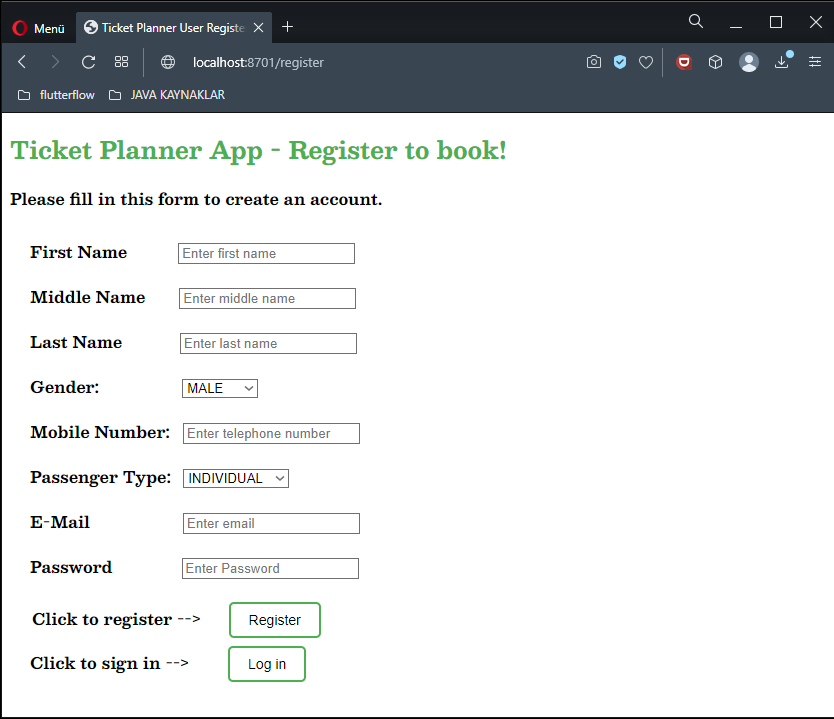 Menü
Ticket Planner User Registe
localhost:8701/register
flutterflow JAVA KAYNAKLAR
Ticket Planner App - Register to book!
Please fill in this form to create an account.
First Name Enter first name
Middle Name Enter middle name
Last Name Enter last name
Gender: MALE
Mobile Number: Enter telephone number
Passenger Type: INDIVIDUAL
E-Mail Enter email
Password Enter Password
Click to register --> Register
Click to sign in --> Log in